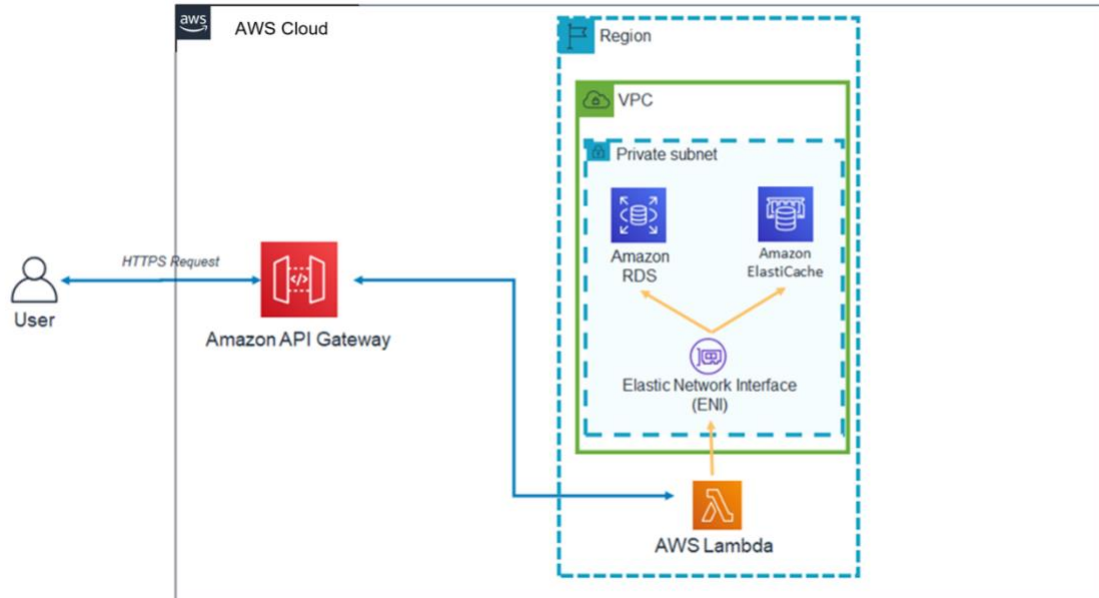 aws
AWS Cloud
Region
VPC
Private subnet
Amazon
RDS
Amazon
ElastiCache
HTTPS Request
User
Amazon API Gateway
Elastic Network Interface
(ENI)
AWS Lambda